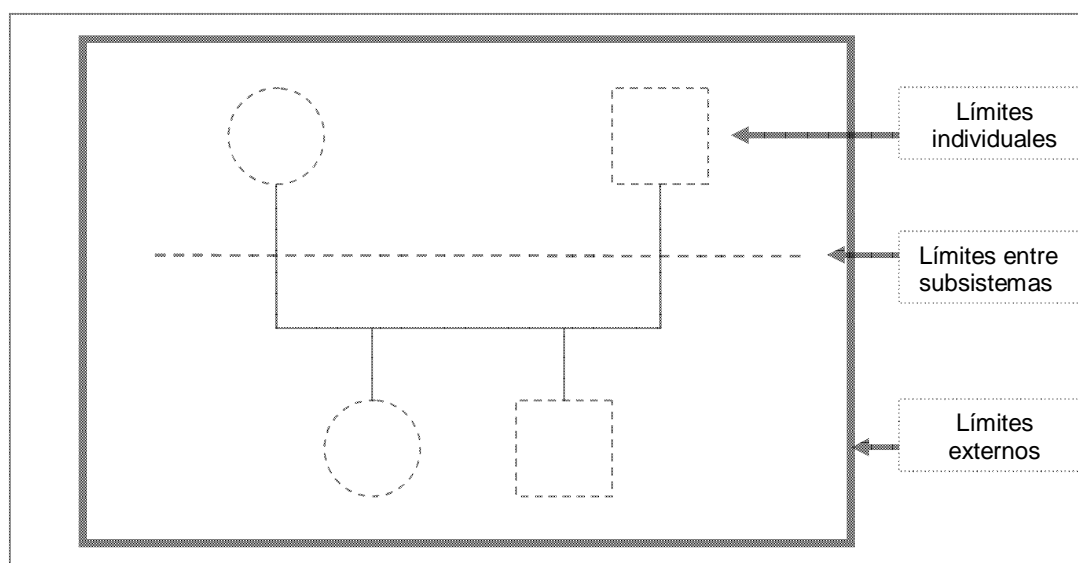 Límites
individuales
Límites entre
subsistemas
Límites
externos